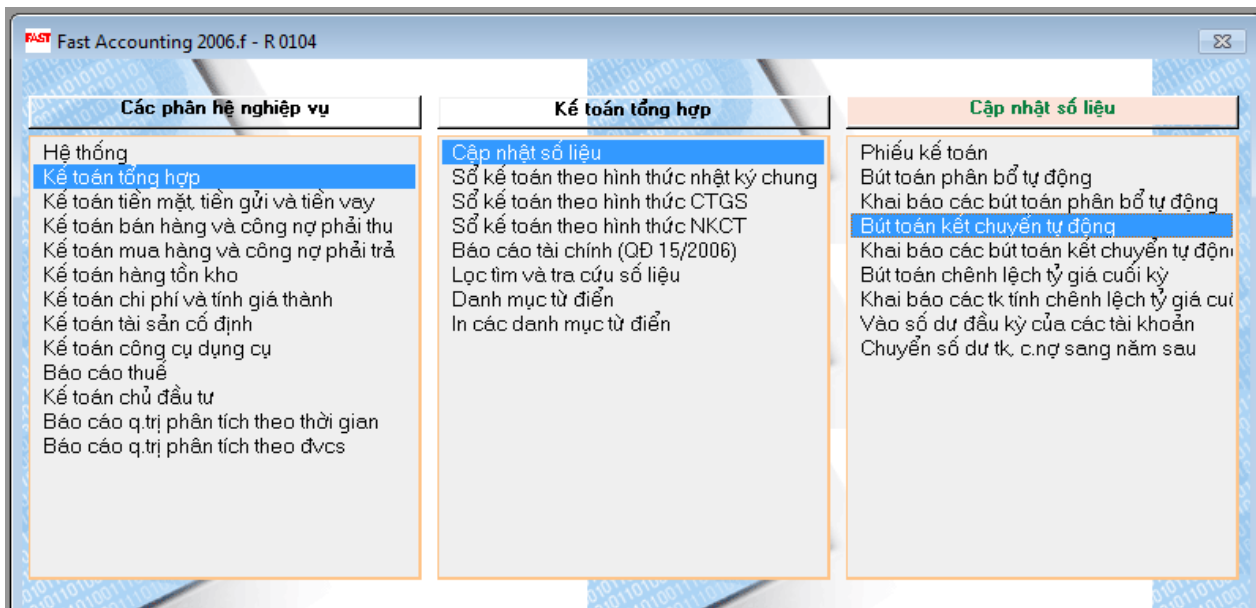 FAST Fast Accounting 2006.f - R 0104
Các phân hệ nghiệp vụ
Hệ thống
Kế toán tổng hợp
Kế toán tiền mặt, tiền gửi và tiền vay
Kế toán bán hàng và công nợ phải thu
Kế toán mua hàng và công nợ phải trả
Kế toán hàng tồn kho
Kế toán chi phí và tính giá thành
Kế toán tài sản cố định
Kế toán công cụ dụng cụ
Báo cáo thuế
Kế toán chủ đầu tư
Báo cáo q.trị phân tích theo thời gian
Báo cáo q.trị phân tích theo đvcs
Kế toán tổng hợp
Cập nhật số liệu
Sổ kế toán theo hình thức nhật ký chung
Sổ kế toán theo hình thức CTGS
Sổ kế toán theo hình thức NKCT
Báo cáo tài chính (QĐ 15/2006)
Lọc tìm và tra cứu số liệu
Danh mục từ điển
In các danh mục từ điển
Cập nhật số liệu
Phiếu kế toán
Bút toán phân bổ tự động
Khai báo các bút toán phân bổ tự động
Bút toán kết chuyển tự động
Khai báo các bút toán kết chuyển tự độn
Bút toán chênh lệch tỷ giá cuối kỳ
Khai báo các tk tính chênh lệch tỷ giá cuố
Vào số dư đầu kỳ của các tài khoản
Chuyển số dư tk, c.nợ sang năm sau